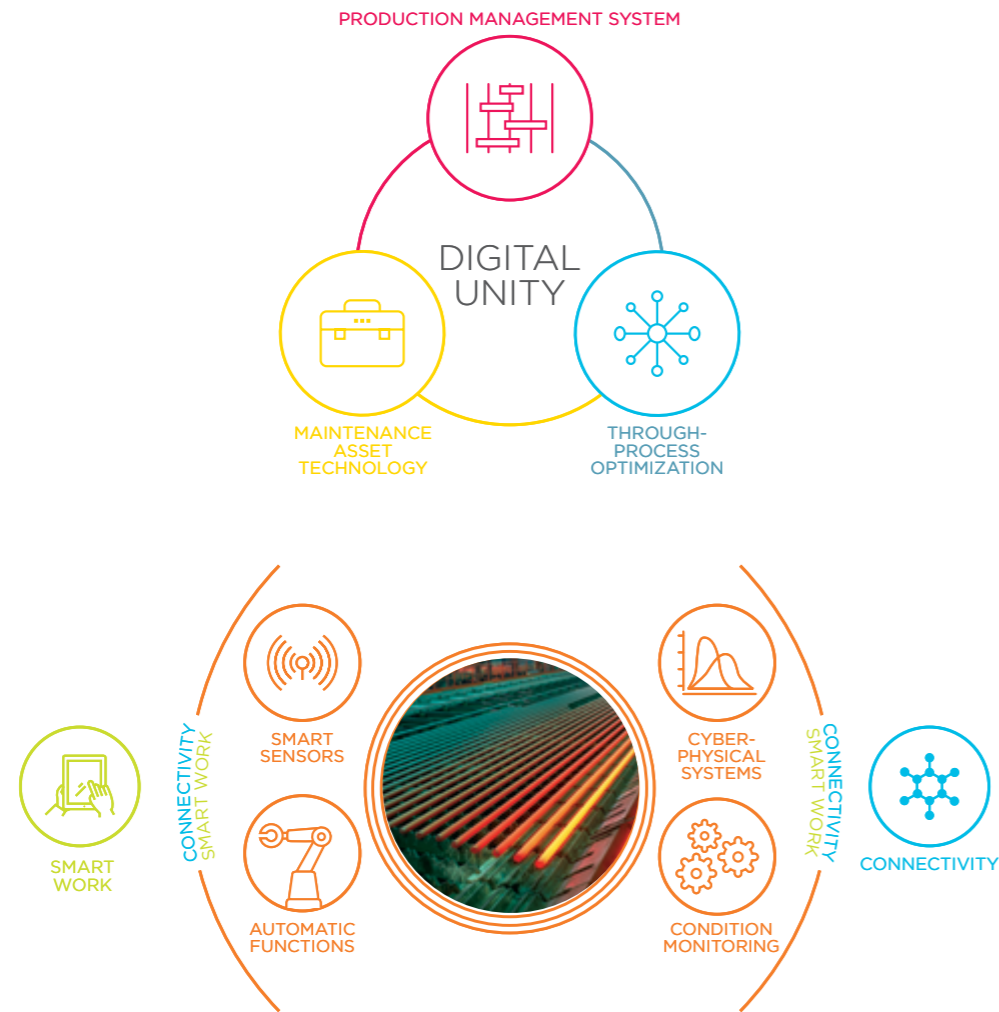 PRODUCTION MANAGEMENT SYSTEM
DIGITAL
UNITY
MAINTENANCE
ASSET
TECHNOLOGY
THROUGH-
PROCESS
OPTIMIZATION
SMART
SENSORS
CYBER-
PHYSICAL
SYSTEMS
CONNECTIVITY
SMART WORK
CONNECTIVITY
SMART WORK
SMART
WORK
CONNECTIVITY
AUTOMATIC
FUNCTIONS
CONDITION
MONITORING